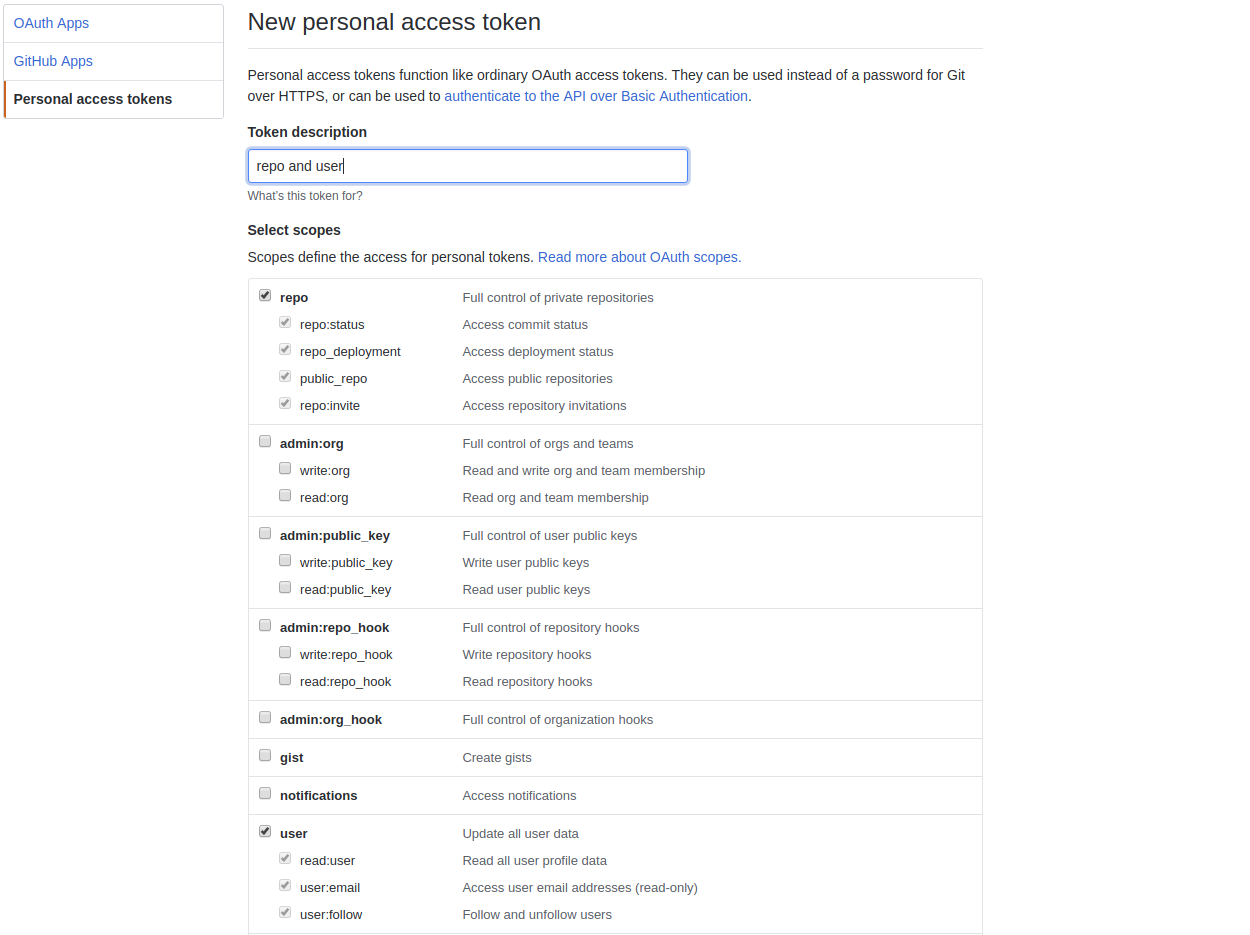 OAuth Apps
GitHub Apps
Personal access tokens
New personal access token
Personal access tokens function like ordinary OAuth access tokens. They can be used instead of a password for Git
over HTTPS, or can be used to authenticate to the API over Basic Authentication.
Token description
repo and user
What's this token for?
Select scopes
Scopes define the access for personal tokens. Read more about OAuth scopes.
repo Full control of private repositories
repo:status Access commit status
repo_deployment Access deployment status
public_repo Access public repositories
repo:invite Access repository invitations
admin:org Full control of orgs and teams
write:org Read and write org and team membership
read:org Read org and team membership
admin:public_key Full control of user public keys
write:public_key Write user public keys
read:public_key Read user public keys
admin:repo_hook Full control of repository hooks
write:repo_hook Write repository hooks
read:repo_hook Read repository hooks
admin:org_hook Full control of organization hooks
gist Create gists
notifications Access notifications
user Update all user data
read:user Read all user profile data
user:email Access user email addresses (read-only)
user:follow Follow and unfollow users